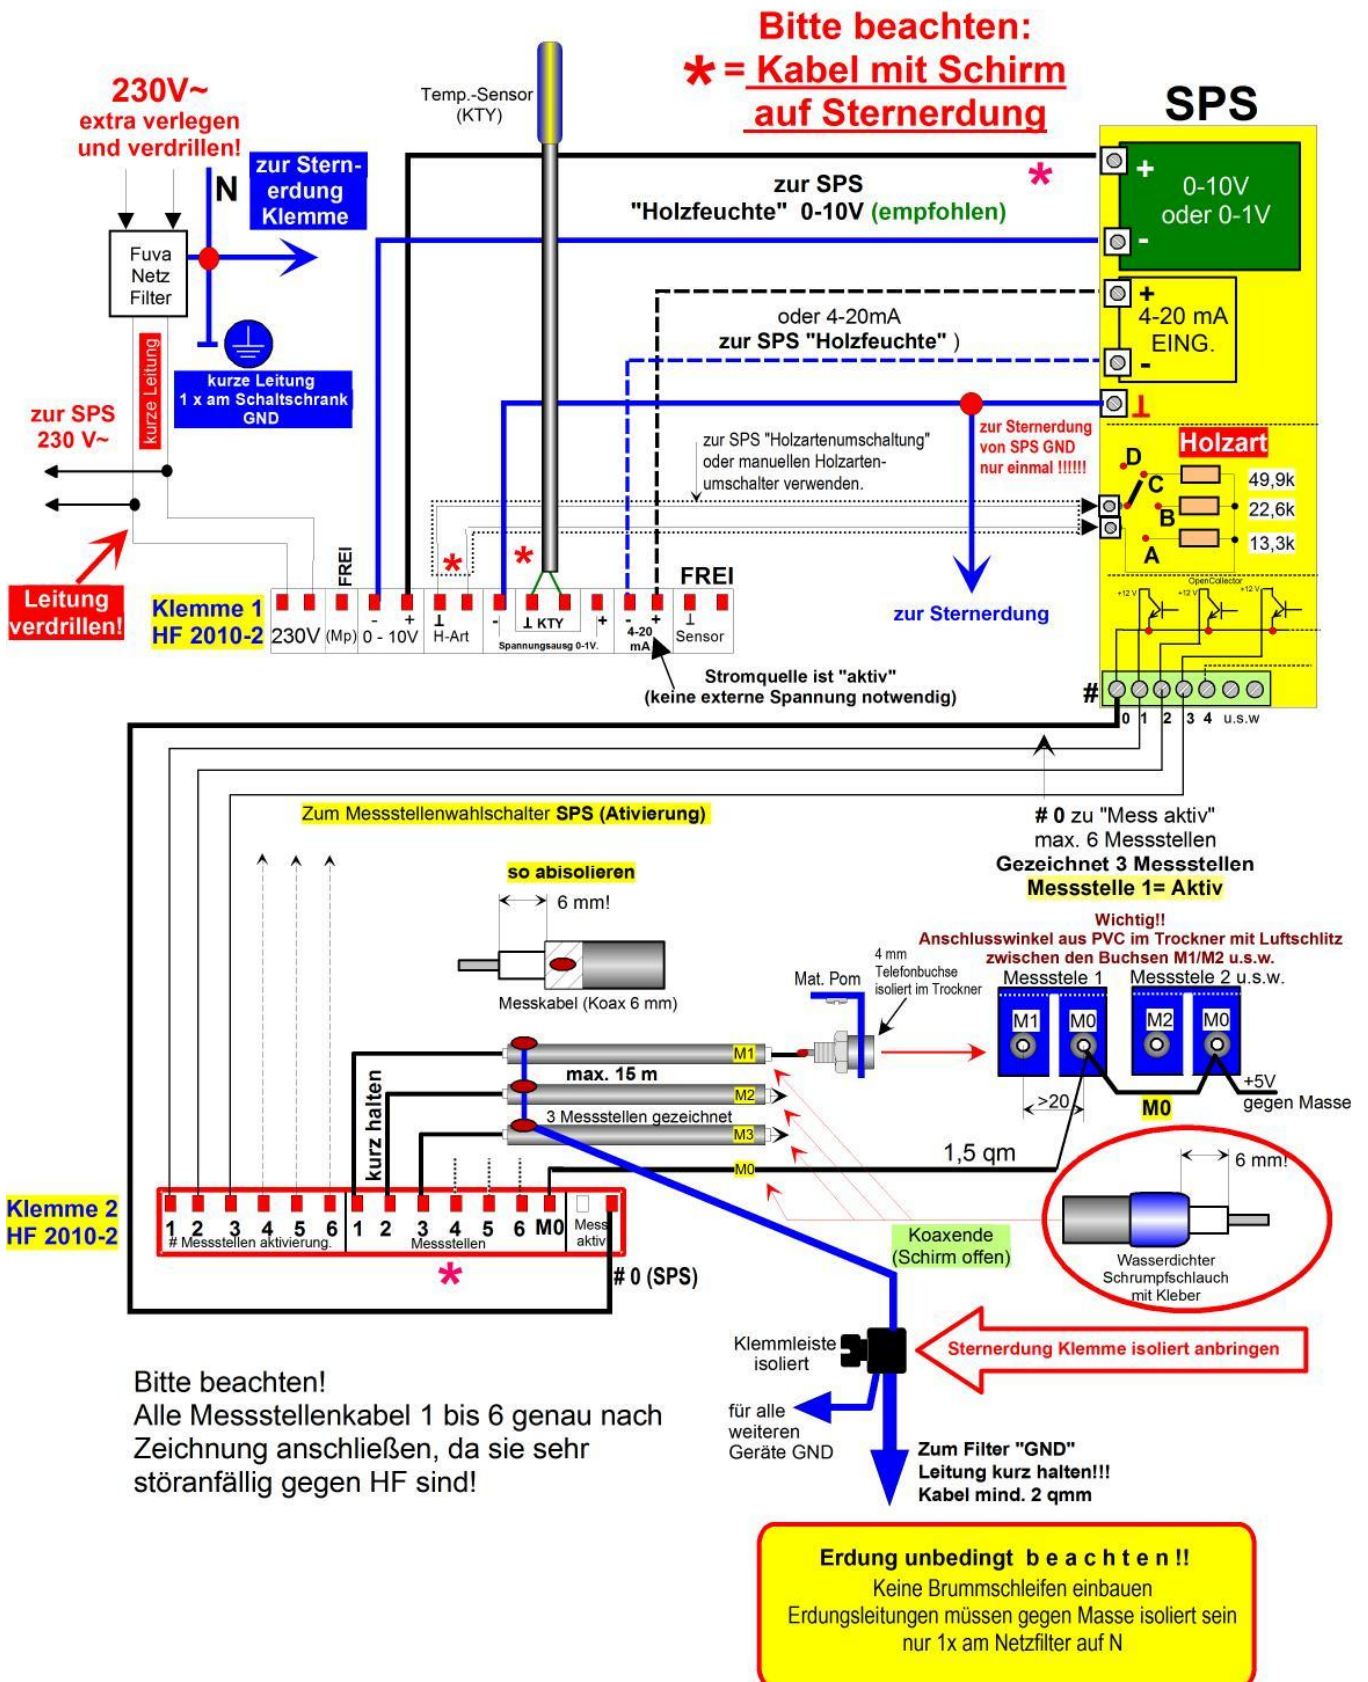 Bitte beachten:
* = Kabel mit Schirm
auf Sternerdung
230V~
extra verlegen
und verdrillen!
N
zur Stern-
erdung
Klemme
Temp.-Sensor
(KTY)
SPS
zur SPS
"Holzfeuchte" 0-10V (empfohlen)
*
+
0-10V
oder 0-1V
-
Fuva
Netz
Filter
oder 4-20mA
zur SPS "Holzfeuchte" )
+
4-20 mA
EING.
-
kurze Leitung
1 x am Schaltschrank
GND
kurze Leitung
zur SPS
230 V~
zur SPS "Holzartenumschaltung"
oder manuellen Holzarten-
umschalter verwenden.
zur Sternerdung
von SPS GND
nur einmal !!!!!!
⊥
Holzart
D
C
B
A
49,9k
22,6k
13,3k
Leitung
verdrillen!
Klemme 1
HF 2010-2
FREI
*
*
FREI
230V
(Mp)
- +
0 - 10V
⊥
H-Art
- ⊥ KTY +
Spannungsausg 0-1V.
- +
4-20
mA
⊥
Sensor
zur Sternerdung
Stromquelle ist "aktiv"
(keine externe Spannung notwendig)
OpenCollector
+12 V +12 V +12 V
#
0 1 2 3 4 u.s.w
Zum Messstellenwahlschalter SPS (Ativierung)
# 0 zu "Mess aktiv"
max. 6 Messstellen
Gezeichnet 3 Messstellen
Messstelle 1= Aktiv
so abisolieren
6 mm!
Messkabel (Koax 6 mm)
Wichtig!!
Anschlusswinkel aus PVC im Trockner mit Luftschlitz
zwischen den Buchsen M1/M2 u.s.w.
Mat. Pom
4 mm
Telefonbuchse
isoliert im Trockner
Messstele 1
Messstele 2 u.s.w.
M1 M0 M2 M0
>20
M0
+5V
gegen Masse
kurz halten
M1
max. 15 m
M2
3 Messstellen gezeichnet
M3
M0
1,5 qm
6 mm!
Wasserdichter
Schrumpfschlauch
mit Kleber
Koaxende
(Schirm offen)
Klemme 2
HF 2010-2
1 2 3 4 5 6
# Messstellen aktivierung.
1 2 3 4 5 6 M0
Messstellen
Mess
aktiv
*
# 0 (SPS)
Klemmleiste
isoliert
Sternerdung Klemme isoliert anbringen
für alle
weiteren
Geräte GND
Zum Filter "GND"
Leitung kurz halten!!!
Kabel mind. 2 qmm
Bitte beachten!
Alle Messstellenkabel 1 bis 6 genau nach
Zeichnung anschließen, da sie sehr
störanfällig gegen HF sind!
Erdung unbedingt b e a c h t e n !!
Keine Brummschleifen einbauen
Erdungsleitungen müssen gegen Masse isoliert sein
nur 1x am Netzfilter auf N